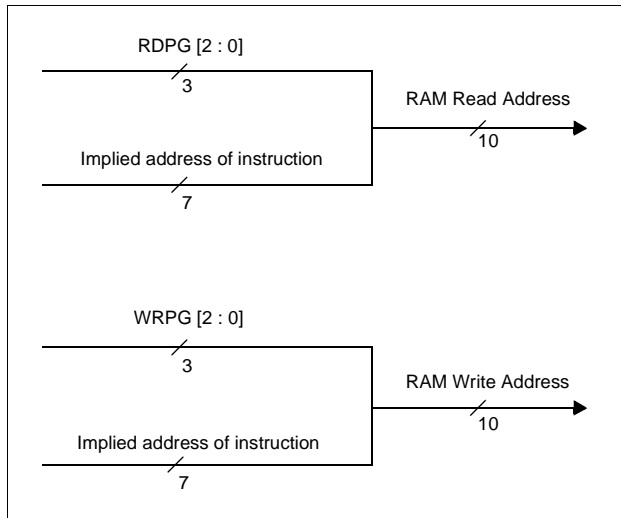 RDPG [2 : 0]
3
RAM Read Address
10
Implied address of instruction
7
WRPG [2 : 0]
3
RAM Write Address
10
Implied address of instruction
7